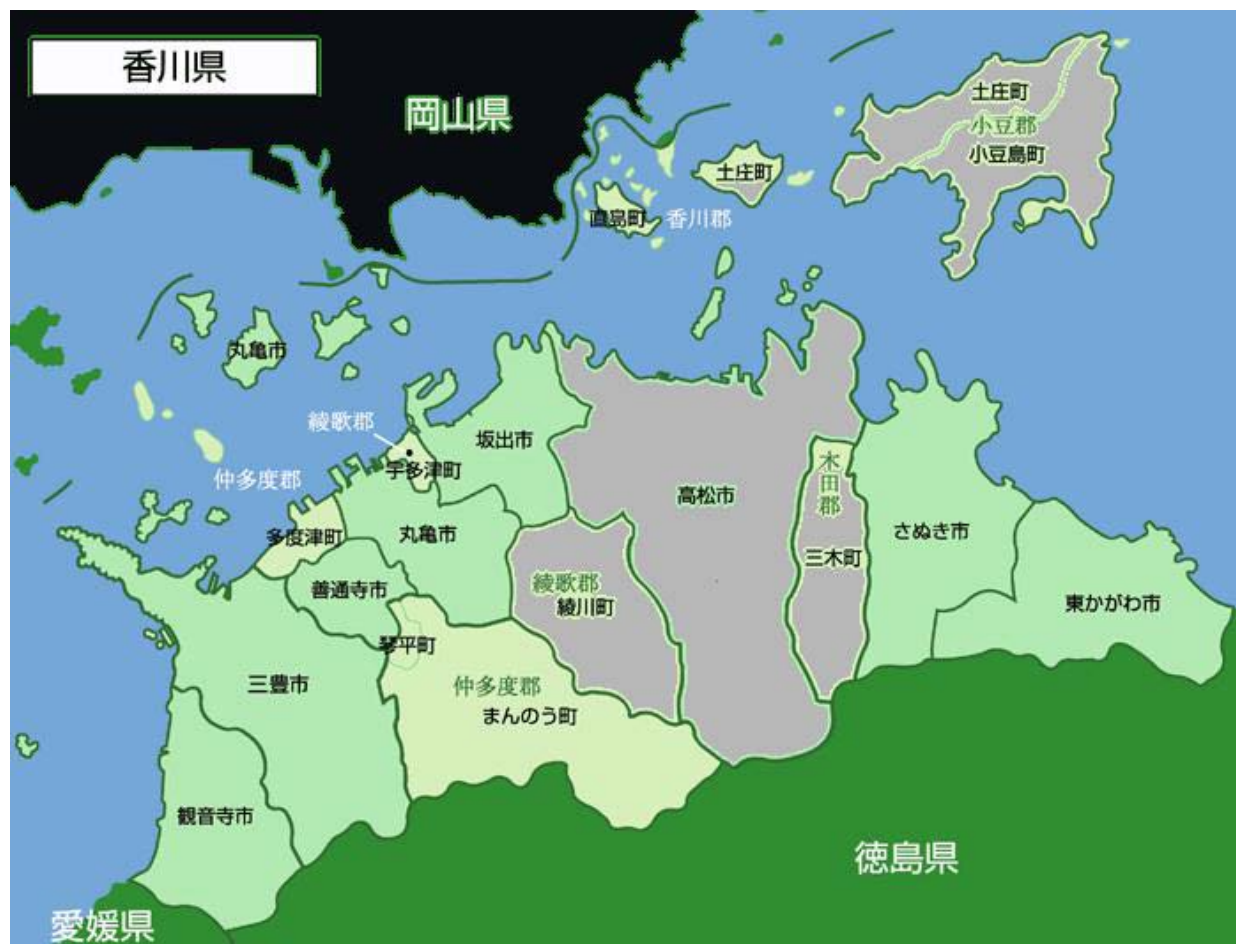 香川県
岡山県
土庄町
小豆郡
小豆島町
土庄町
直島町
香川郡
丸亀市
綾歌郡
宇多津町
坂出市
仲多度郡
多度津町
丸亀市
高松市
木田郡
三木町
さぬき市
東かがわ市
善通寺市
綾歌郡
綾川町
琴平町
三豊市
仲多度郡
まんのう町
観音寺市
徳島県
愛媛県